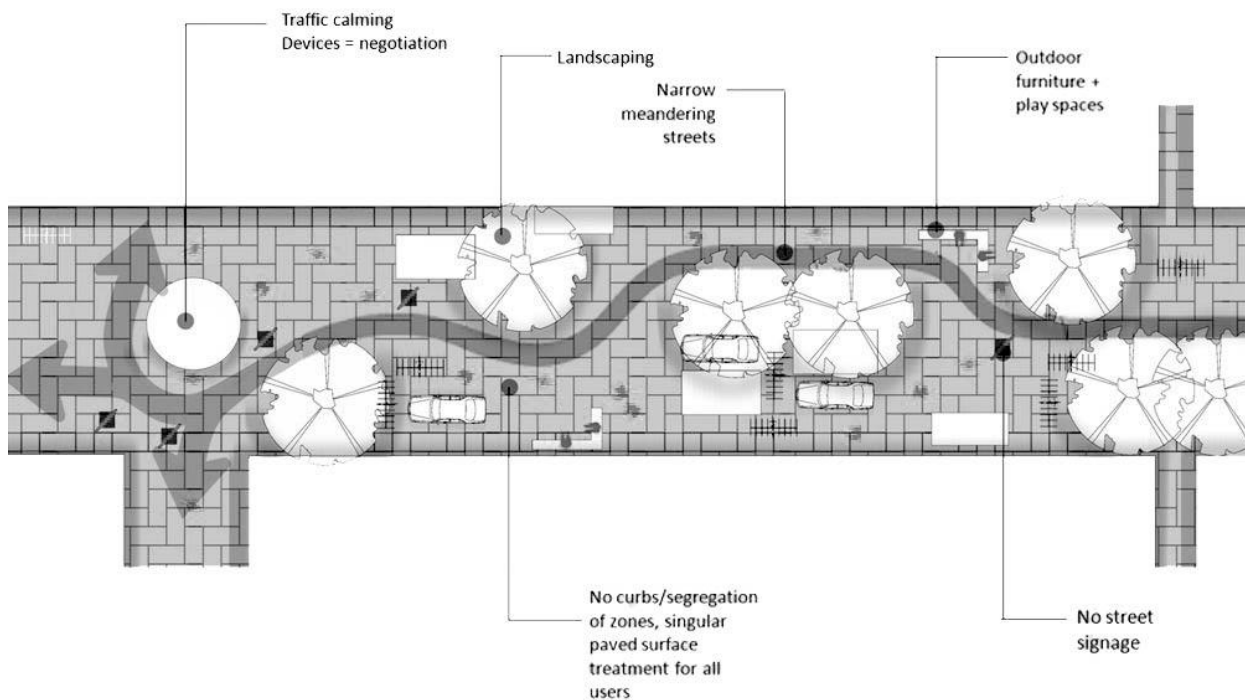 Traffic calming
Devices = negotiation
Landscaping
Narrow
meandering
streets
Outdoor
furniture +
play spaces
No curbs/segregation
of zones, singular
paved surface
treatment for all
users
No street
signage